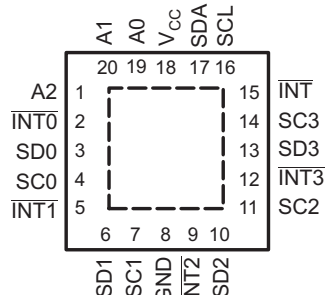 A1 A0 VCC SDA SCL
20 19 18 17 16
A2 1 15 INT
INT0 2 14 SC3
SD0 3 13 SD3
SC0 4 12 INT3
INT1 5 11 SC2
6 7 8 9 10
SD1 SC1 GND INT2 SD2